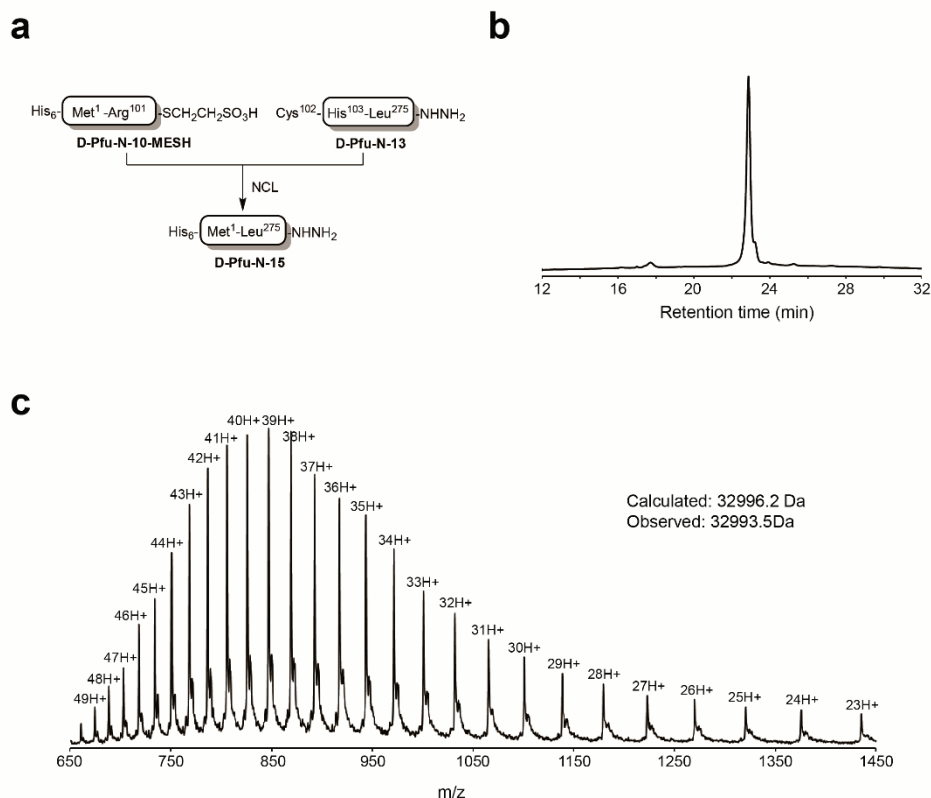 a
His₆- Met¹ -Arg¹⁰¹ -SCH₂CH₂SO₃H
D-Pfu-N-10-MESH
Cys¹⁰²- His¹⁰³-Leu²⁷⁵ -NHNH₂
D-Pfu-N-13
NCL
His₆- Met¹-Leu²⁷⁵ -NHNH₂
D-Pfu-N-15
b
12 16 20 24 28 32
Retention time (min)
c
49H+
48H+
47H+
46H+
45H+
44H+
43H+
42H+
41H+
40H+
39H+
38H+
37H+
36H+
35H+
34H+
33H+
32H+
31H+
30H+
29H+
28H+
27H+
26H+
25H+
24H+
23H+
Calculated: 32996.2 Da
Observed: 32993.5Da
650 750 850 950 1050 1150 1250 1350 1450
m/z